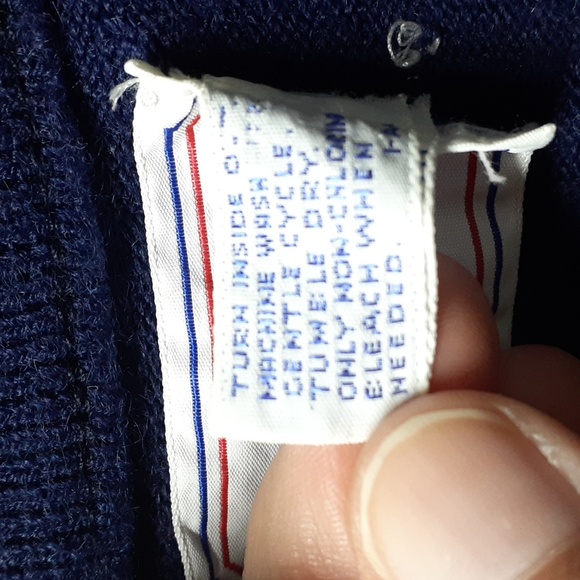 TURN INSIDE
MACHINE WASH
GENTLE CYCLE.
TUMBLE DRY.
ONLY NON-CHLORIN
BLEACH WHEN
NEEDED.